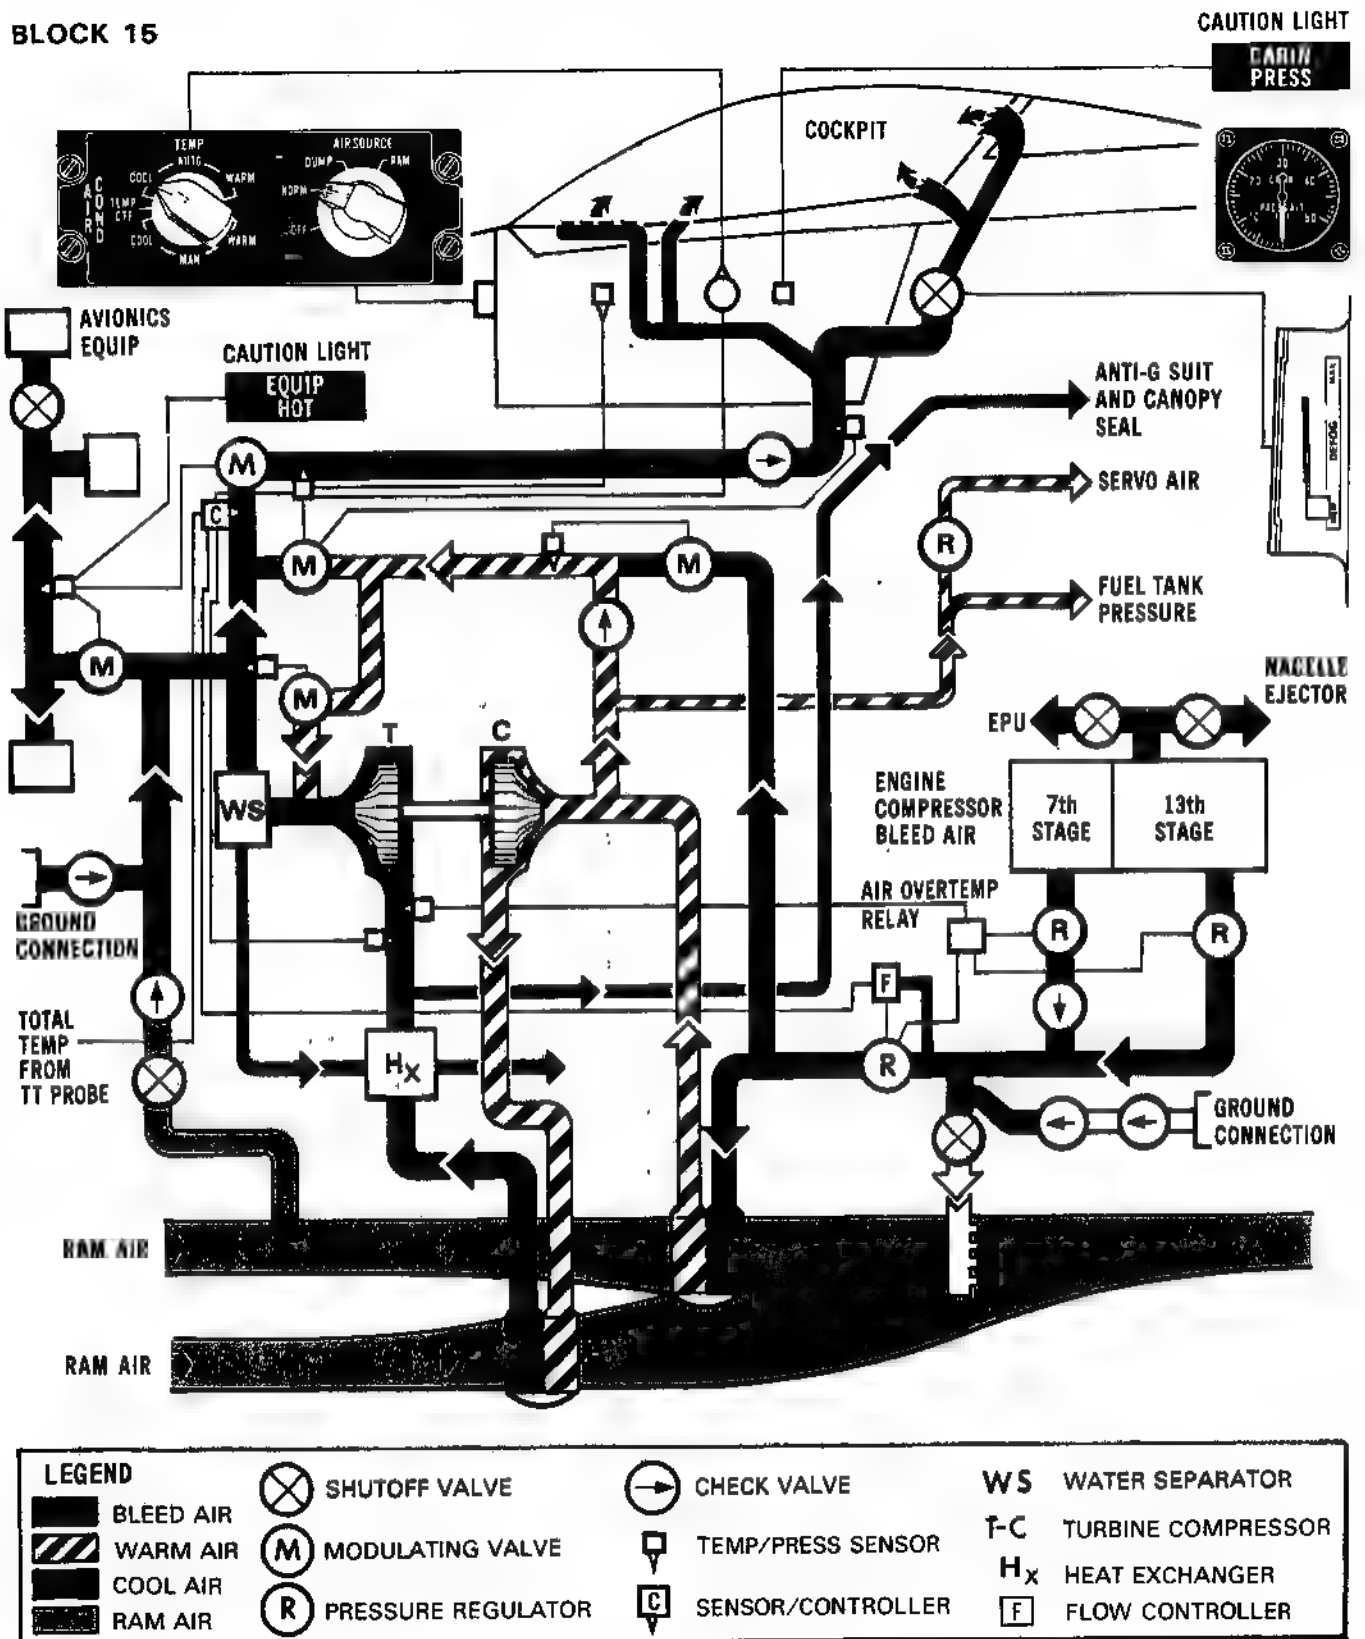 BLOCK 15
CAUTION LIGHT
CABIN
PRESS
TEMP
AUTO
COOL
WARM
TEMP
OFF
COOL
WARM
MAN
AIR
COND
AIR SOURCE
DUMP
RAM
NORM
OFF
COCKPIT
AVIONICS
EQUIP
CAUTION LIGHT
EQUIP
HOT
DEFOG
ANTI-G SUIT
AND CANOPY
SEAL
SERVO AIR
FUEL TANK
PRESSURE
M
C
M
M
R
M
M
NACELLE
EJECTOR
EPU
T
C
WS
ENGINE
COMPRESSOR
BLEED AIR
7th
STAGE
13th
STAGE
AIR OVERTEMP
RELAY
R
R
GROUND
CONNECTION
F
TOTAL
TEMP
FROM
TT PROBE
Hx
R
GROUND
CONNECTION
RAM AIR
RAM AIR
LEGEND
BLEED AIR
WARM AIR
COOL AIR
RAM AIR
SHUTOFF VALVE
M MODULATING VALVE
R PRESSURE REGULATOR
CHECK VALVE
TEMP/PRESS SENSOR
C SENSOR/CONTROLLER
WS WATER SEPARATOR
T-C TURBINE COMPRESSOR
Hx HEAT EXCHANGER
F FLOW CONTROLLER